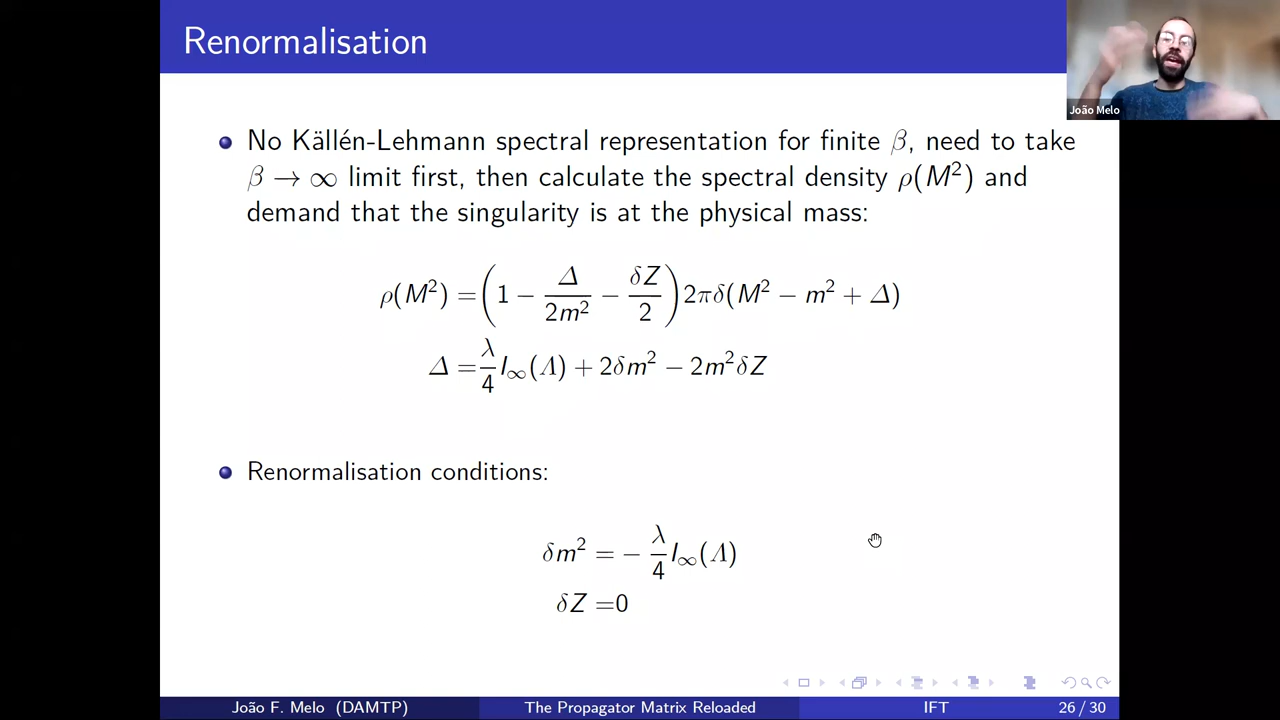 Renormalisation
João Melo
No Källén-Lehmann spectral representation for finite β, need to take
β → ∞ limit first, then calculate the spectral density ρ(M²) and
demand that the singularity is at the physical mass:
ρ(M²) =(1 − Δ/2m² − δZ/2)2πδ(M² − m² + Δ)
Δ =λ/4 I∞(Λ) + 2δm² − 2m²δZ
Renormalisation conditions:
δm² = − λ/4 I∞(Λ)
δZ =0
João F. Melo (DAMTP) The Propagator Matrix Reloaded IFT 26 / 30